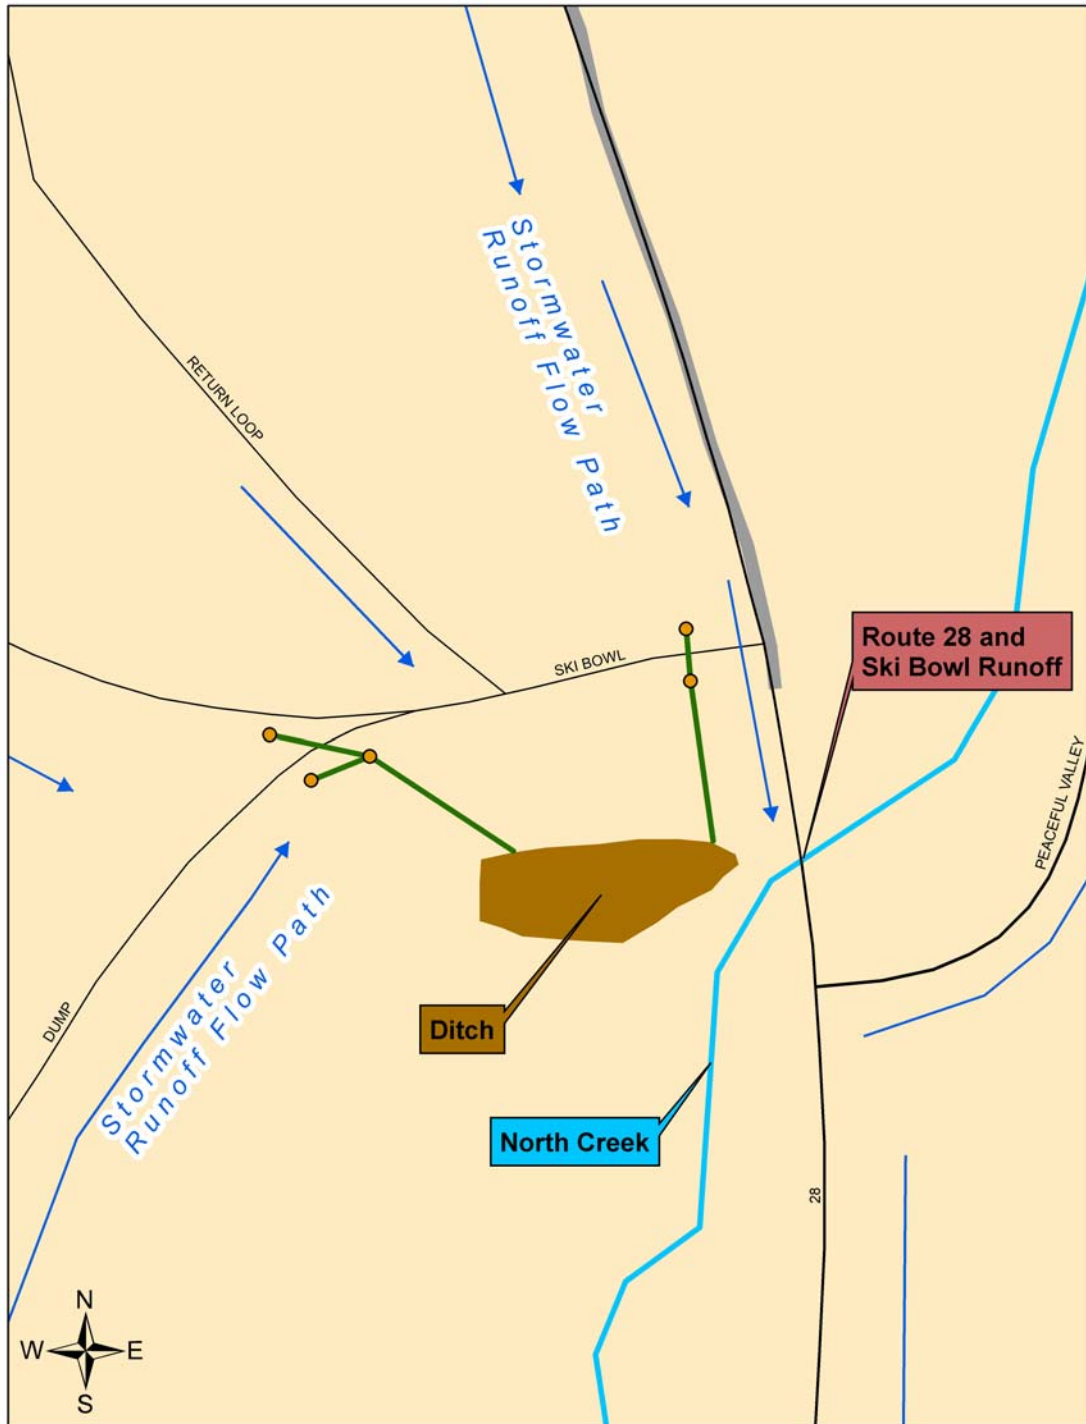 Stormwater
Runoff Flow Path
RETURN LOOP
SKI BOWL
Route 28 and
Ski Bowl Runoff
PEACEFUL VALLEY
DUMP
Stormwater
Runoff Flow Path
Ditch
North Creek
28
N
W E
S